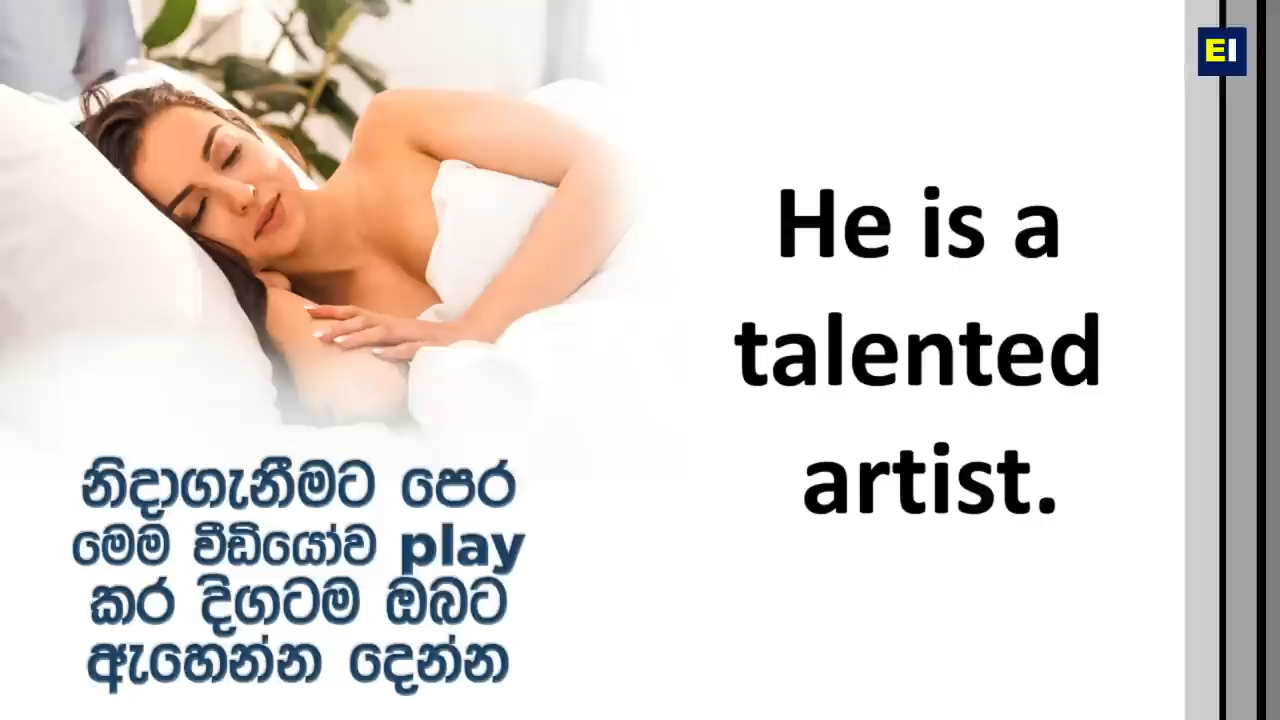 EI
He is a
talented
artist.
නිදාගැනීමට පෙර
මෙම වීඩියෝව play
කර දිගටම ඔබට
ඇහෙන්න දෙන්න